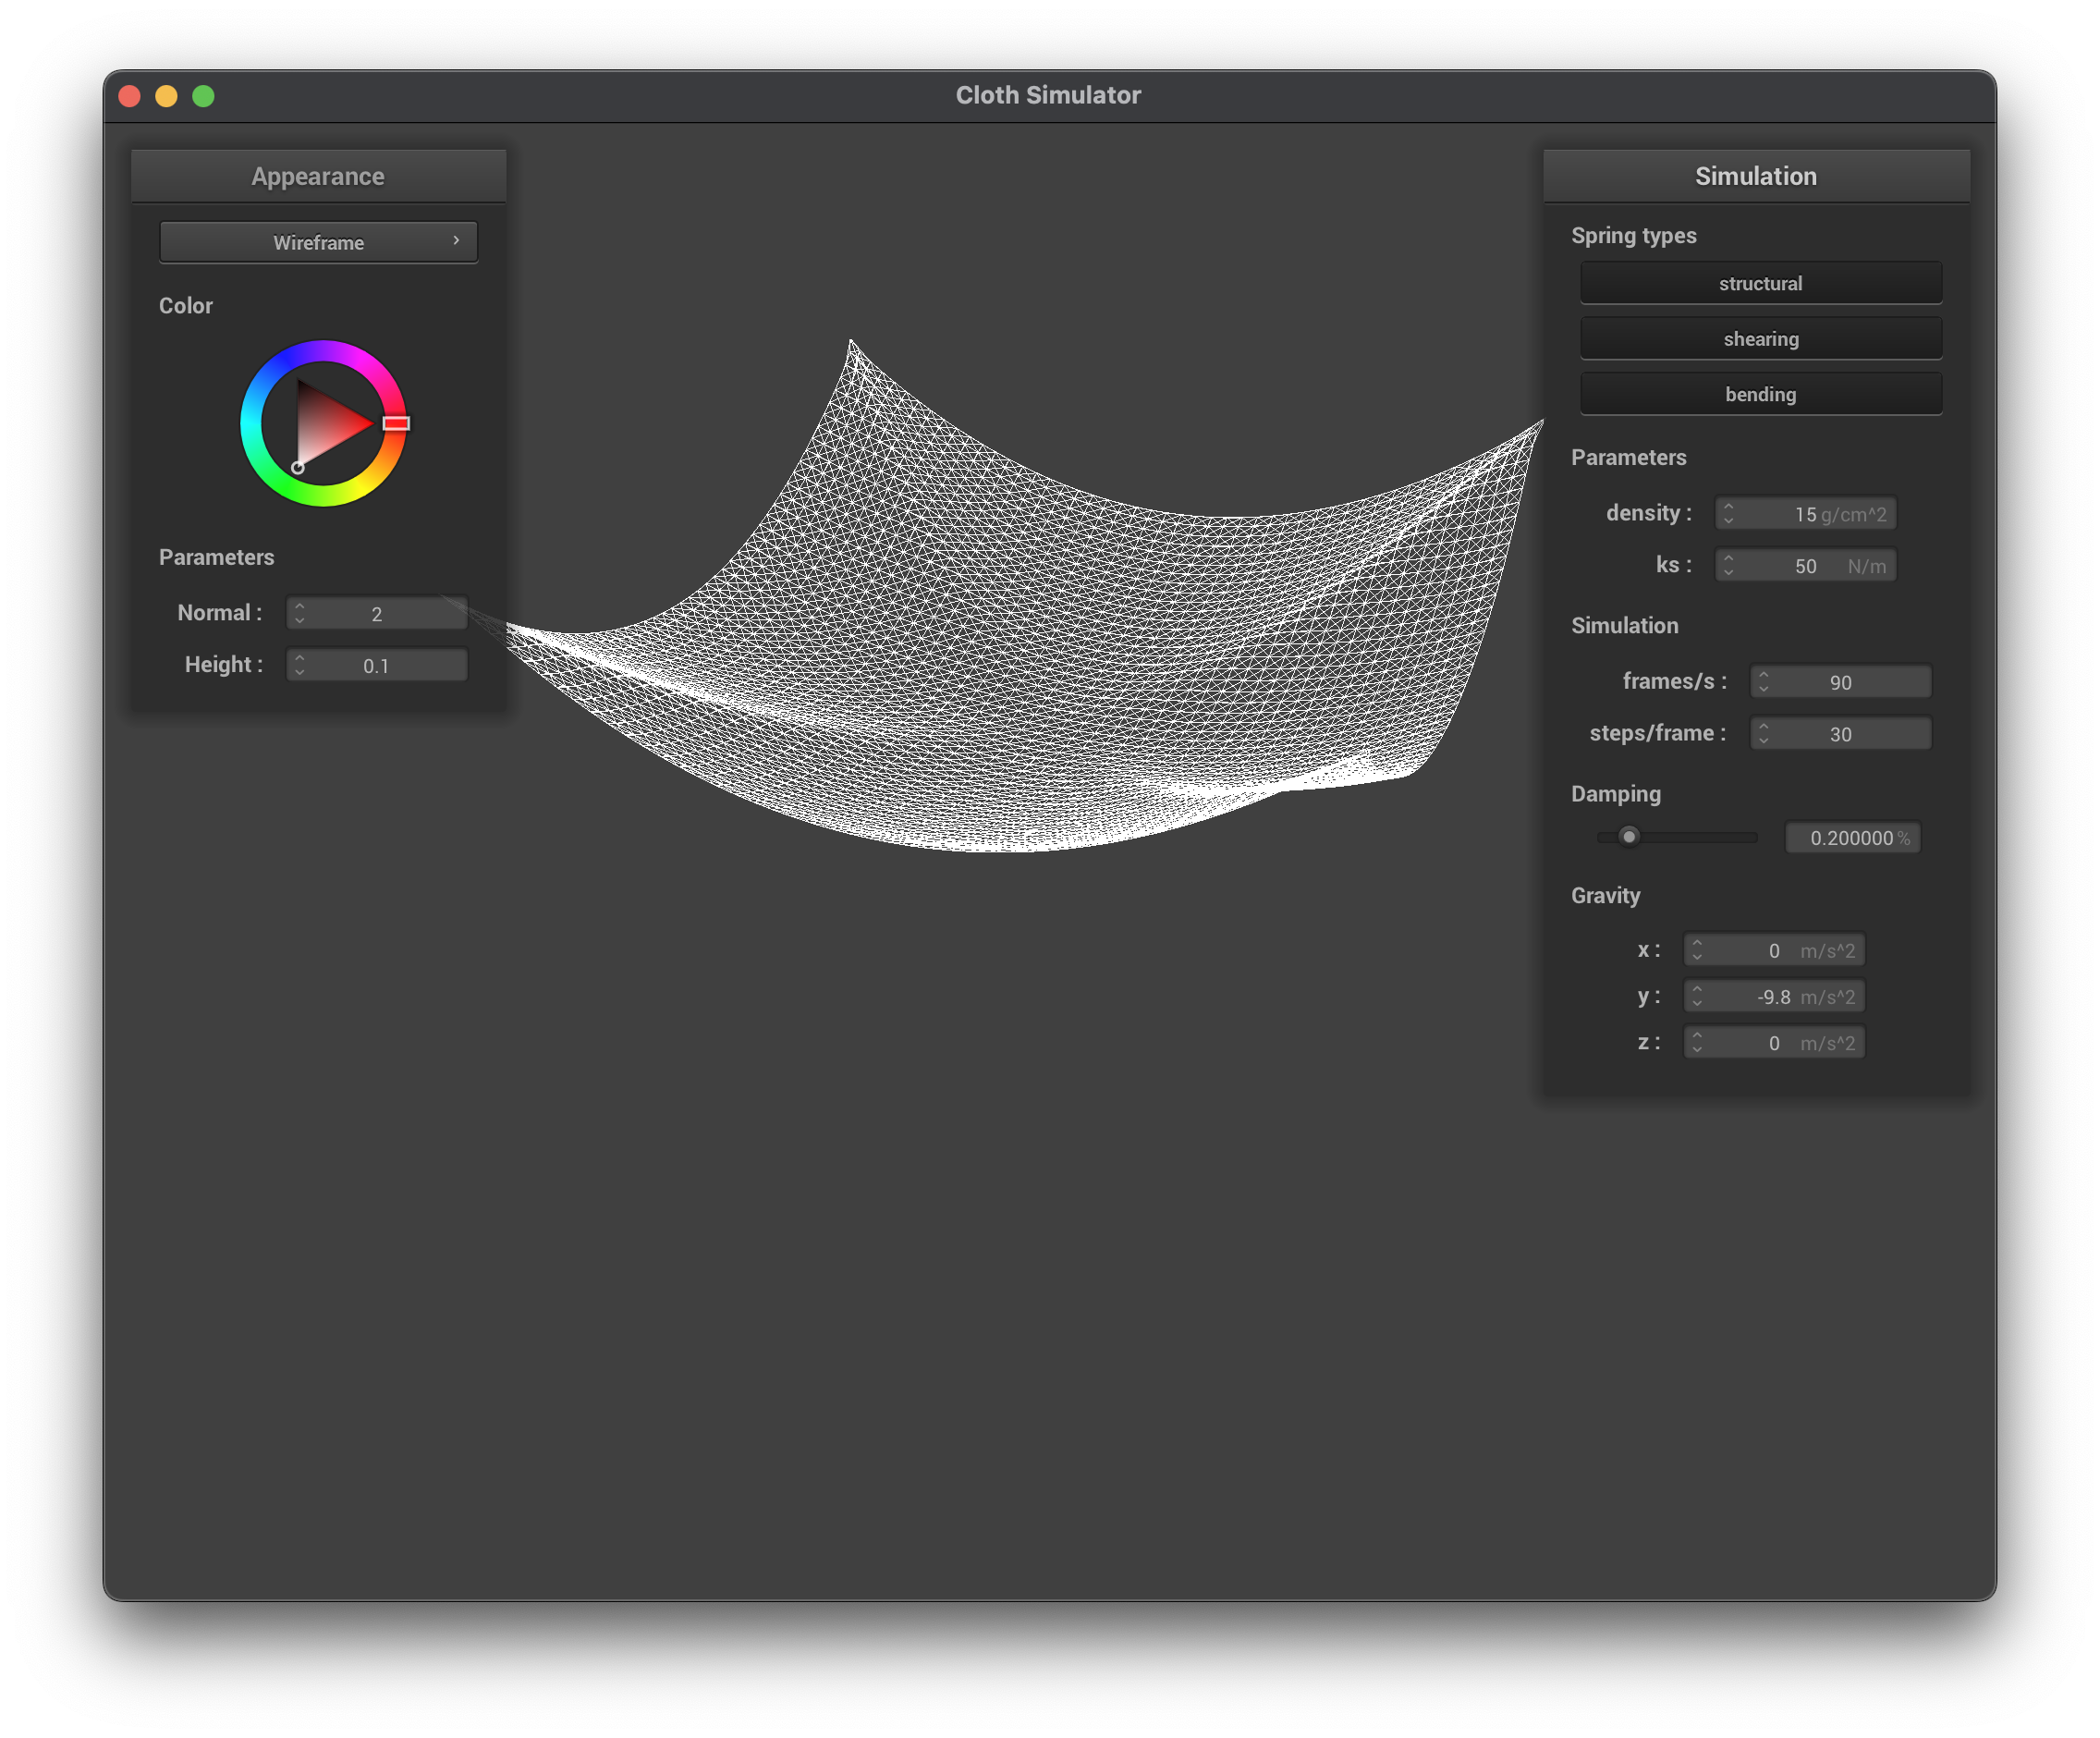 Cloth Simulator
Appearance
Wireframe
Color
Parameters
Normal : 2
Height : 0.1
Simulation
Spring types
structural
shearing
bending
Parameters
density : 15 g/cm^2
ks : 50 N/m
Simulation
frames/s : 90
steps/frame : 30
Damping
0.200000 %
Gravity
x : 0 m/s^2
y : -9.8 m/s^2
z : 0 m/s^2